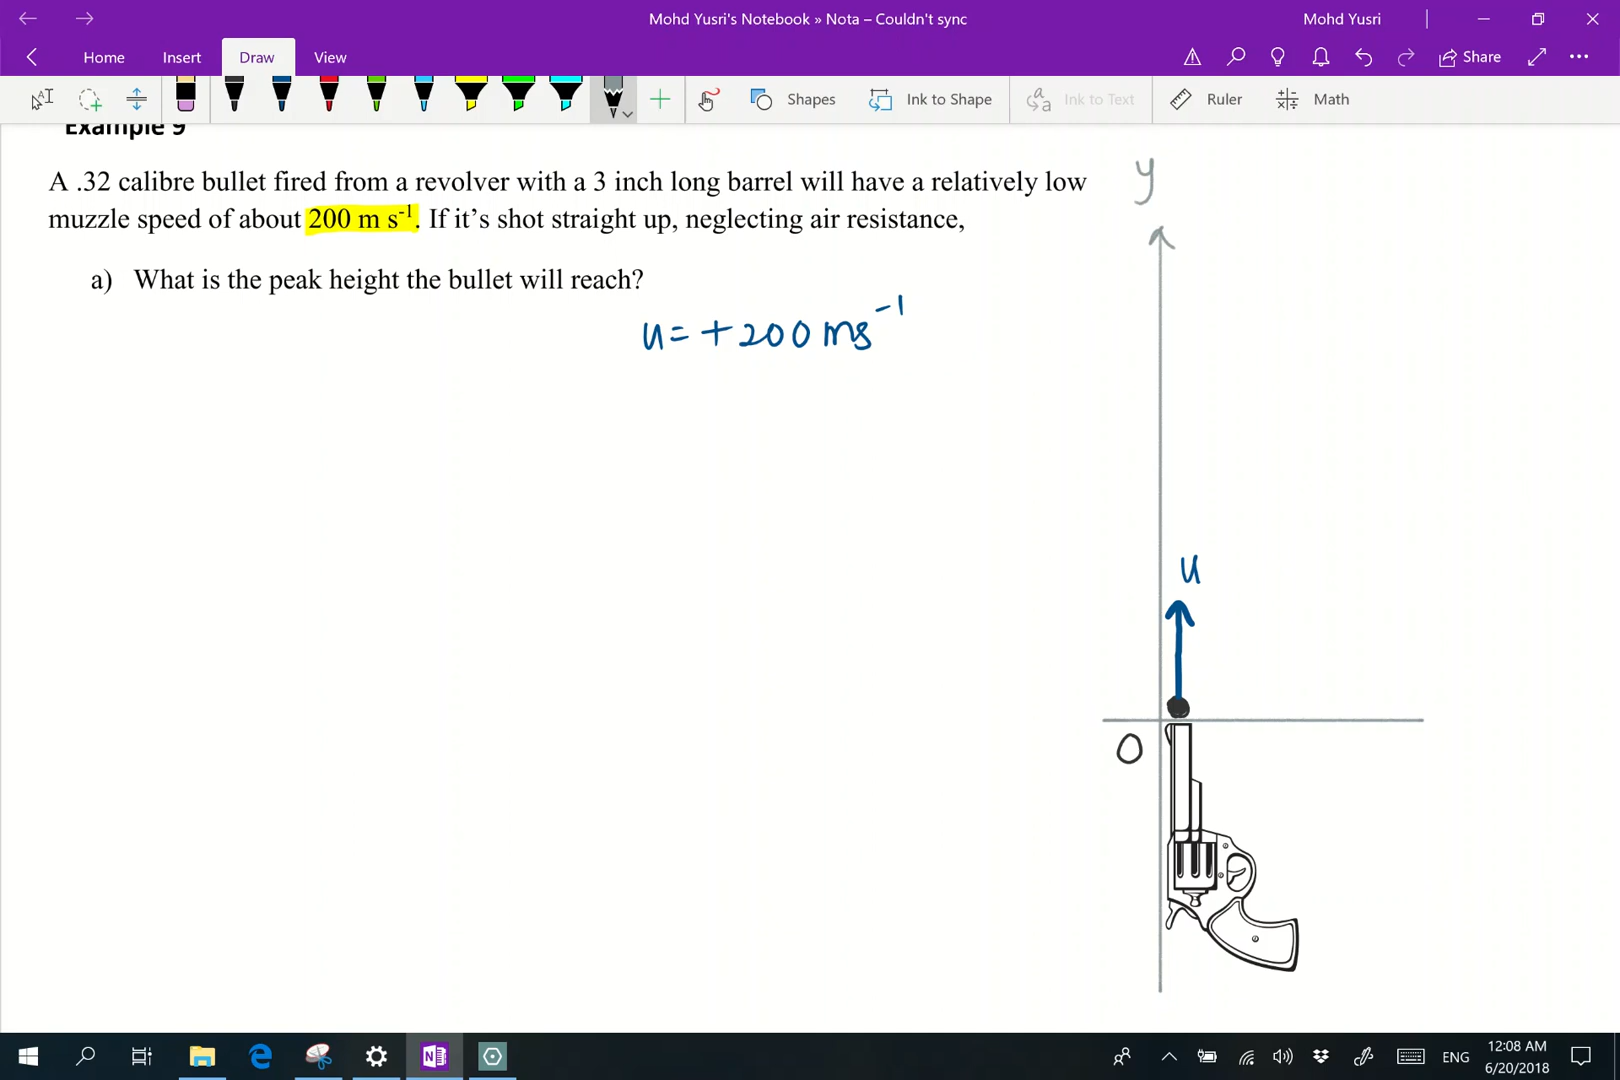 Mohd Yusri's Notebook » Nota – Couldn't sync
Mohd Yusri
Home Insert Draw View
Share
Shapes Ink to Shape Ink to Text Ruler Math
Example 9
A .32 calibre bullet fired from a revolver with a 3 inch long barrel will have a relatively low
muzzle speed of about 200 m s-1. If it's shot straight up, neglecting air resistance,
a) What is the peak height the bullet will reach?
u = +200 ms-1
y
u
O
N
ENG
12:08 AM
6/20/2018